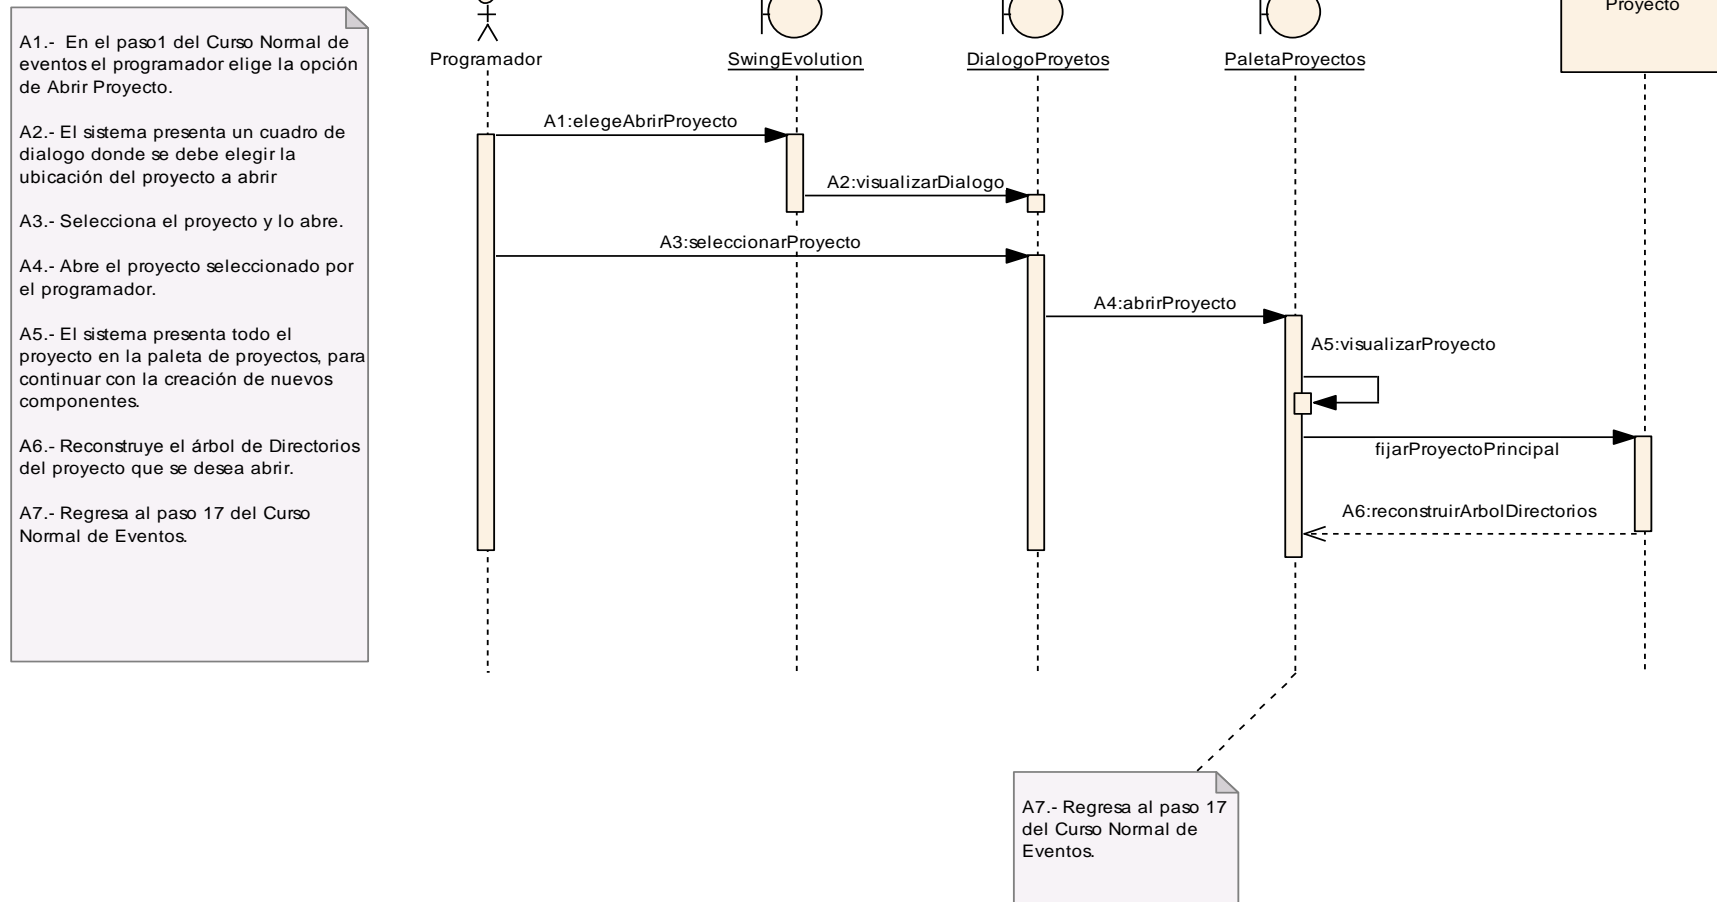 A1.-  En el paso1 del Curso Normal de
eventos el programador elige la opción
de Abrir Proyecto.
A2.- El sistema presenta un cuadro de
dialogo donde se debe elegir la
ubicación del proyecto a abrir
A3.- Selecciona el proyecto y lo abre.
A4.- Abre el proyecto seleccionado por
el programador.
A5.- El sistema presenta todo el
proyecto en la paleta de proyectos, para
continuar con la creación de nuevos
componentes.
A6.- Reconstruye el árbol de Directorios
del proyecto que se desea abrir.
A7.- Regresa al paso 17 del Curso
Normal de Eventos.
Programador
SwingEvolution
DialogoProyetos
PaletaProyectos
Proyecto
A1:elegeAbrirProyecto
A2:visualizarDialogo
A3:seleccionarProyecto
A4:abrirProyecto
A5:visualizarProyecto
fijarProyectoPrincipal
A6:reconstruirArbolDirectorios
A7.- Regresa al paso 17
del Curso Normal de
Eventos.